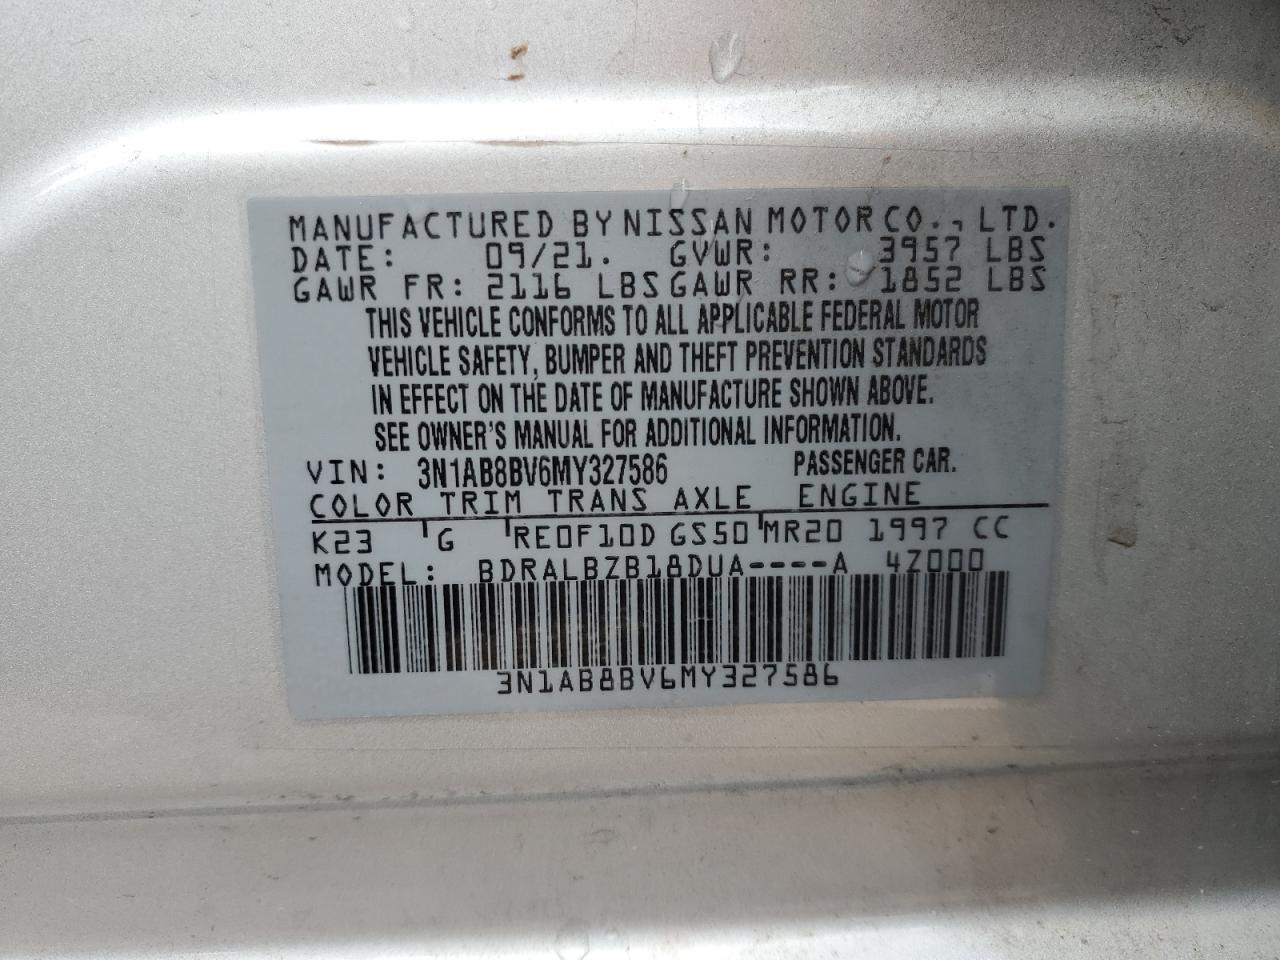 MANUFACTURED BY NISSAN MOTOR CO., LTD.
DATE: 09/21. GVWR: 3957 LBS
GAWR FR: 2116 LBS GAWR RR: 1852 LBS
THIS VEHICLE CONFORMS TO ALL APPLICABLE FEDERAL MOTOR
VEHICLE SAFETY, BUMPER AND THEFT PREVENTION STANDARDS
IN EFFECT ON THE DATE OF MANUFACTURE SHOWN ABOVE.
SEE OWNER'S MANUAL FOR ADDITIONAL INFORMATION.
VIN: 3N1AB8BV6MY327586 PASSENGER CAR.
COLOR TRIM TRANS AXLE ENGINE
K23 G RE0F10D GS50 MR20 1997 CC
MODEL: BDRALBZB18DUA----A 4Z000
3N1AB8BV6MY327586